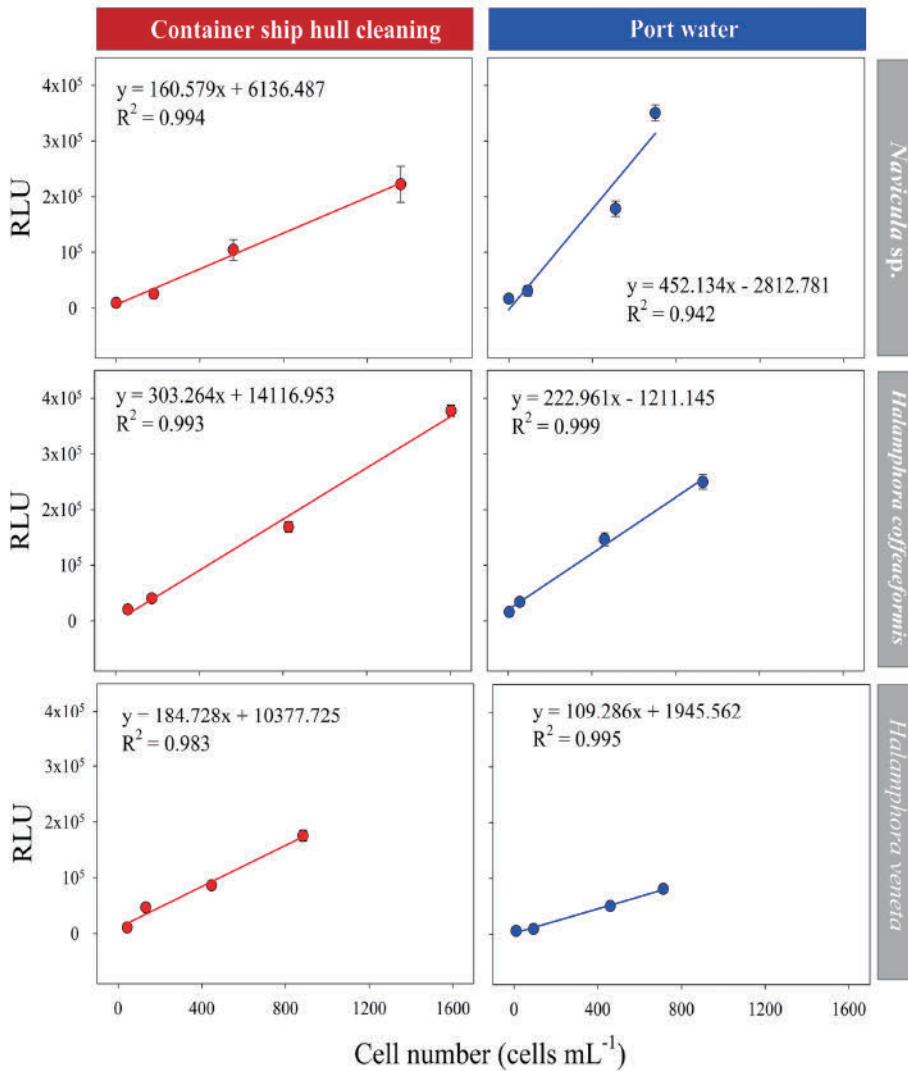 Container ship hull cleaning
Port water
4x10⁵
3x10⁵
2x10⁵
10⁵
0
RLU
y = 160.579x + 6136.487
R² = 0.994
0
400
800
1200
1600
y = 452.134x - 2812.781
R² = 0.942
0
400
800
1200
1600
Navicula sp.
4x10⁵
3x10⁵
2x10⁵
10⁵
0
RLU
y = 303.264x + 14116.953
R² = 0.993
y = 222.961x - 1211.145
R² = 0.999
Halamphora coffeaeformis
4x10⁵
3x10⁵
2x10⁵
10⁵
0
RLU
y = 184.728x + 10377.725
R² = 0.983
y = 109.286x + 1945.562
R² = 0.995
Halamphora veneta
Cell number (cells mL⁻¹)